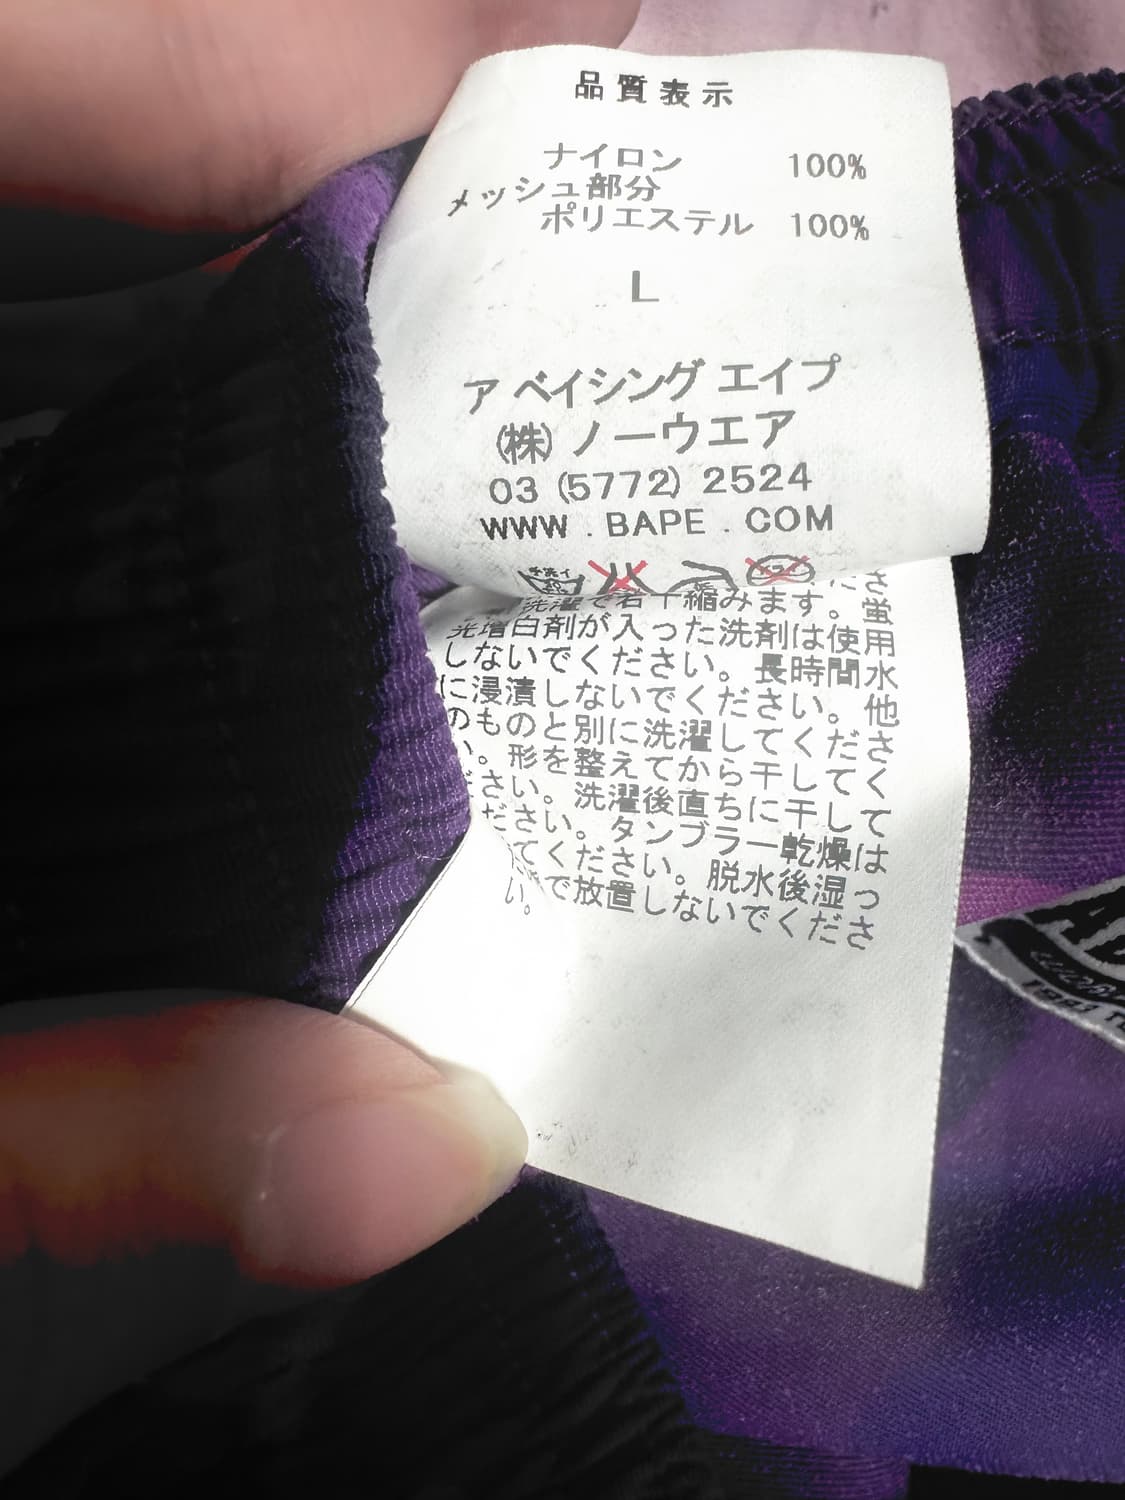 品質表示
ナイロン 100%
メッシュ部分
ポリエステル 100%
L
ア ベイシング エイプ
(株) ノーウエア
03 (5772) 2524
WWW . BAPE . COM
手洗イ
ださ
洗濯で若干縮みます。蛍
光増白剤が入った洗剤は使用
しないでください。長時間水
に浸漬しないでください。他
のものと別に洗濯してくださ
い。形を整えてから干してく
ださい。洗濯後直ちに干して
ください。タンブラー乾燥は
てください。脱水後湿っ
で放置しないでくださ
い。